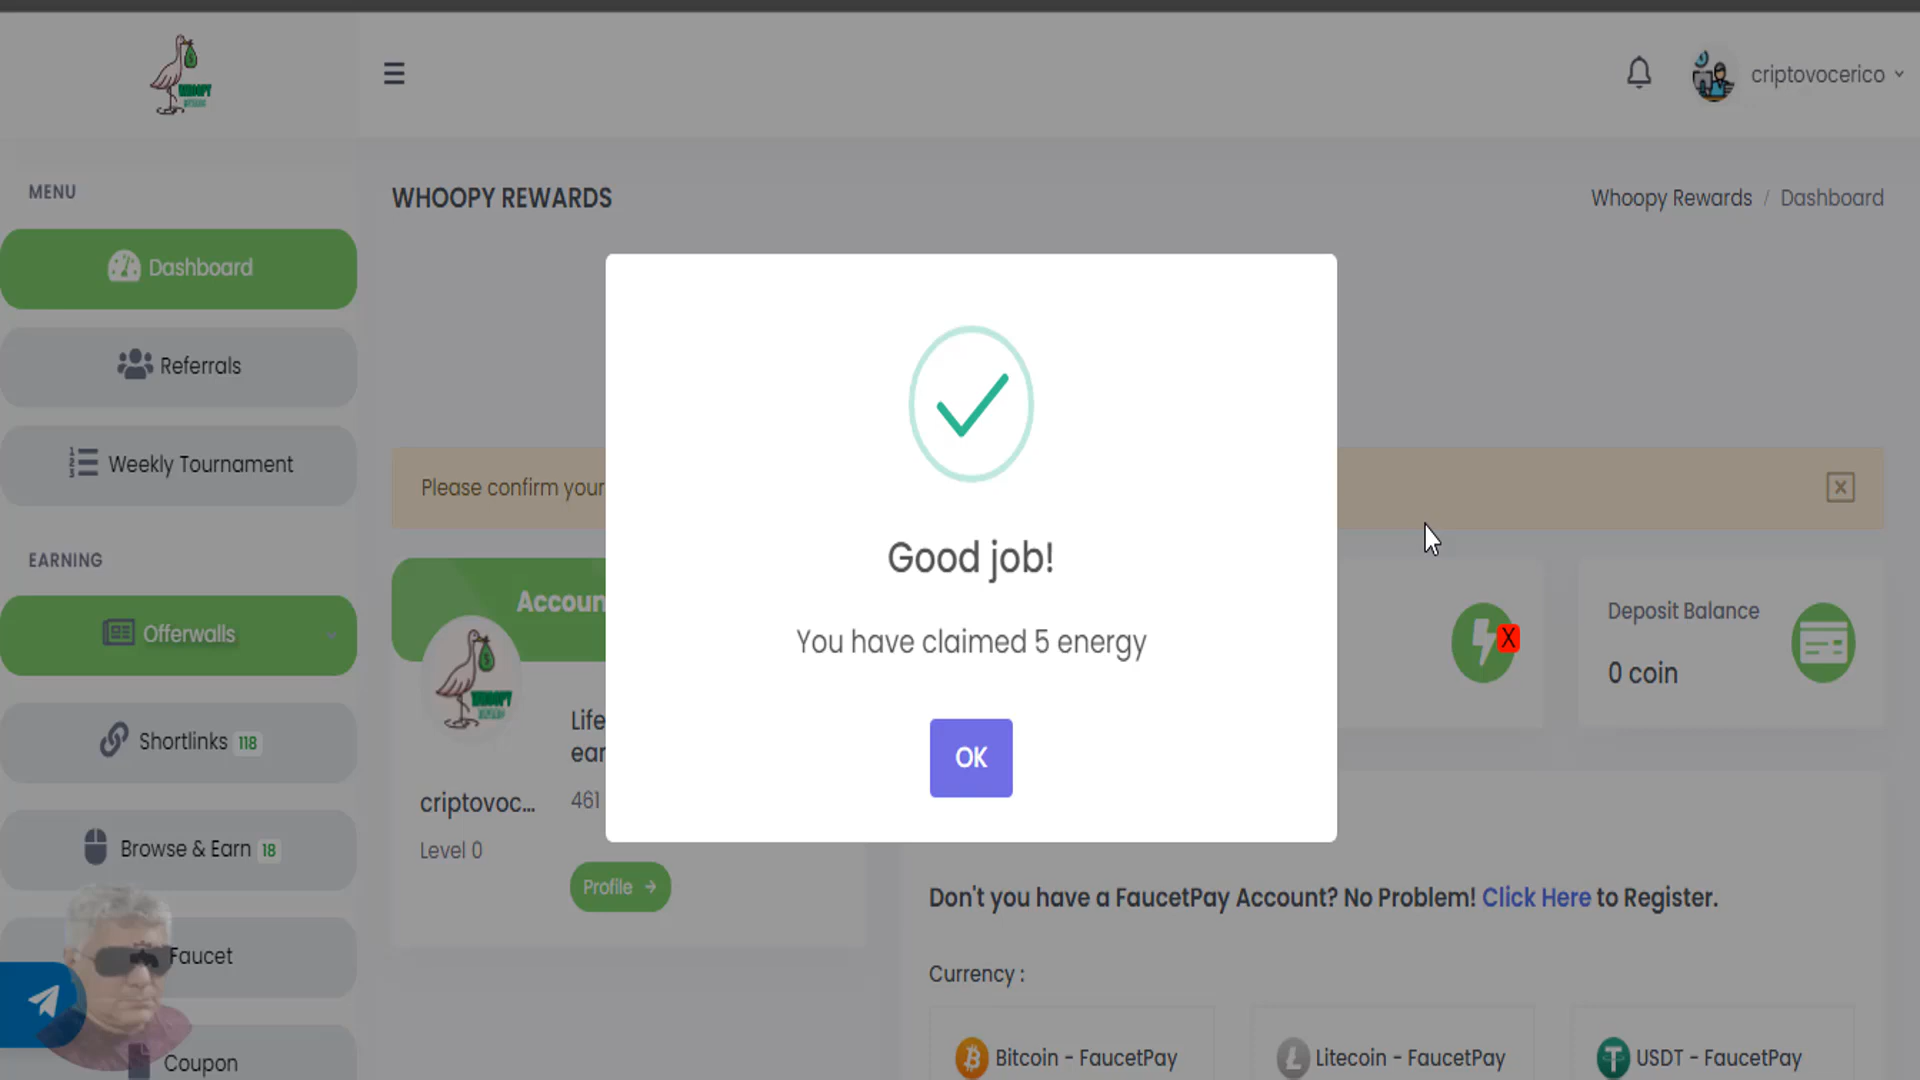 WHOOPY
criptovocerico
MENU
WHOOPY REWARDS
Whoopy Rewards / Dashboard
Dashboard
Referrals
Weekly Tournament
Please confirm your
Good job!
You have claimed 5 energy
OK
EARNING
Offerwalls
Accoun
X
Deposit Balance
0 coin
WHOOPY
Life
ear
461
Shortlinks 118
criptovoc...
Level 0
Profile
Browse & Earn 18
Don't you have a FaucetPay Account? No Problem! Click Here to Register.
Faucet
Currency :
Coupon
Bitcoin - FaucetPay
Litecoin - FaucetPay
USDT - FaucetPay